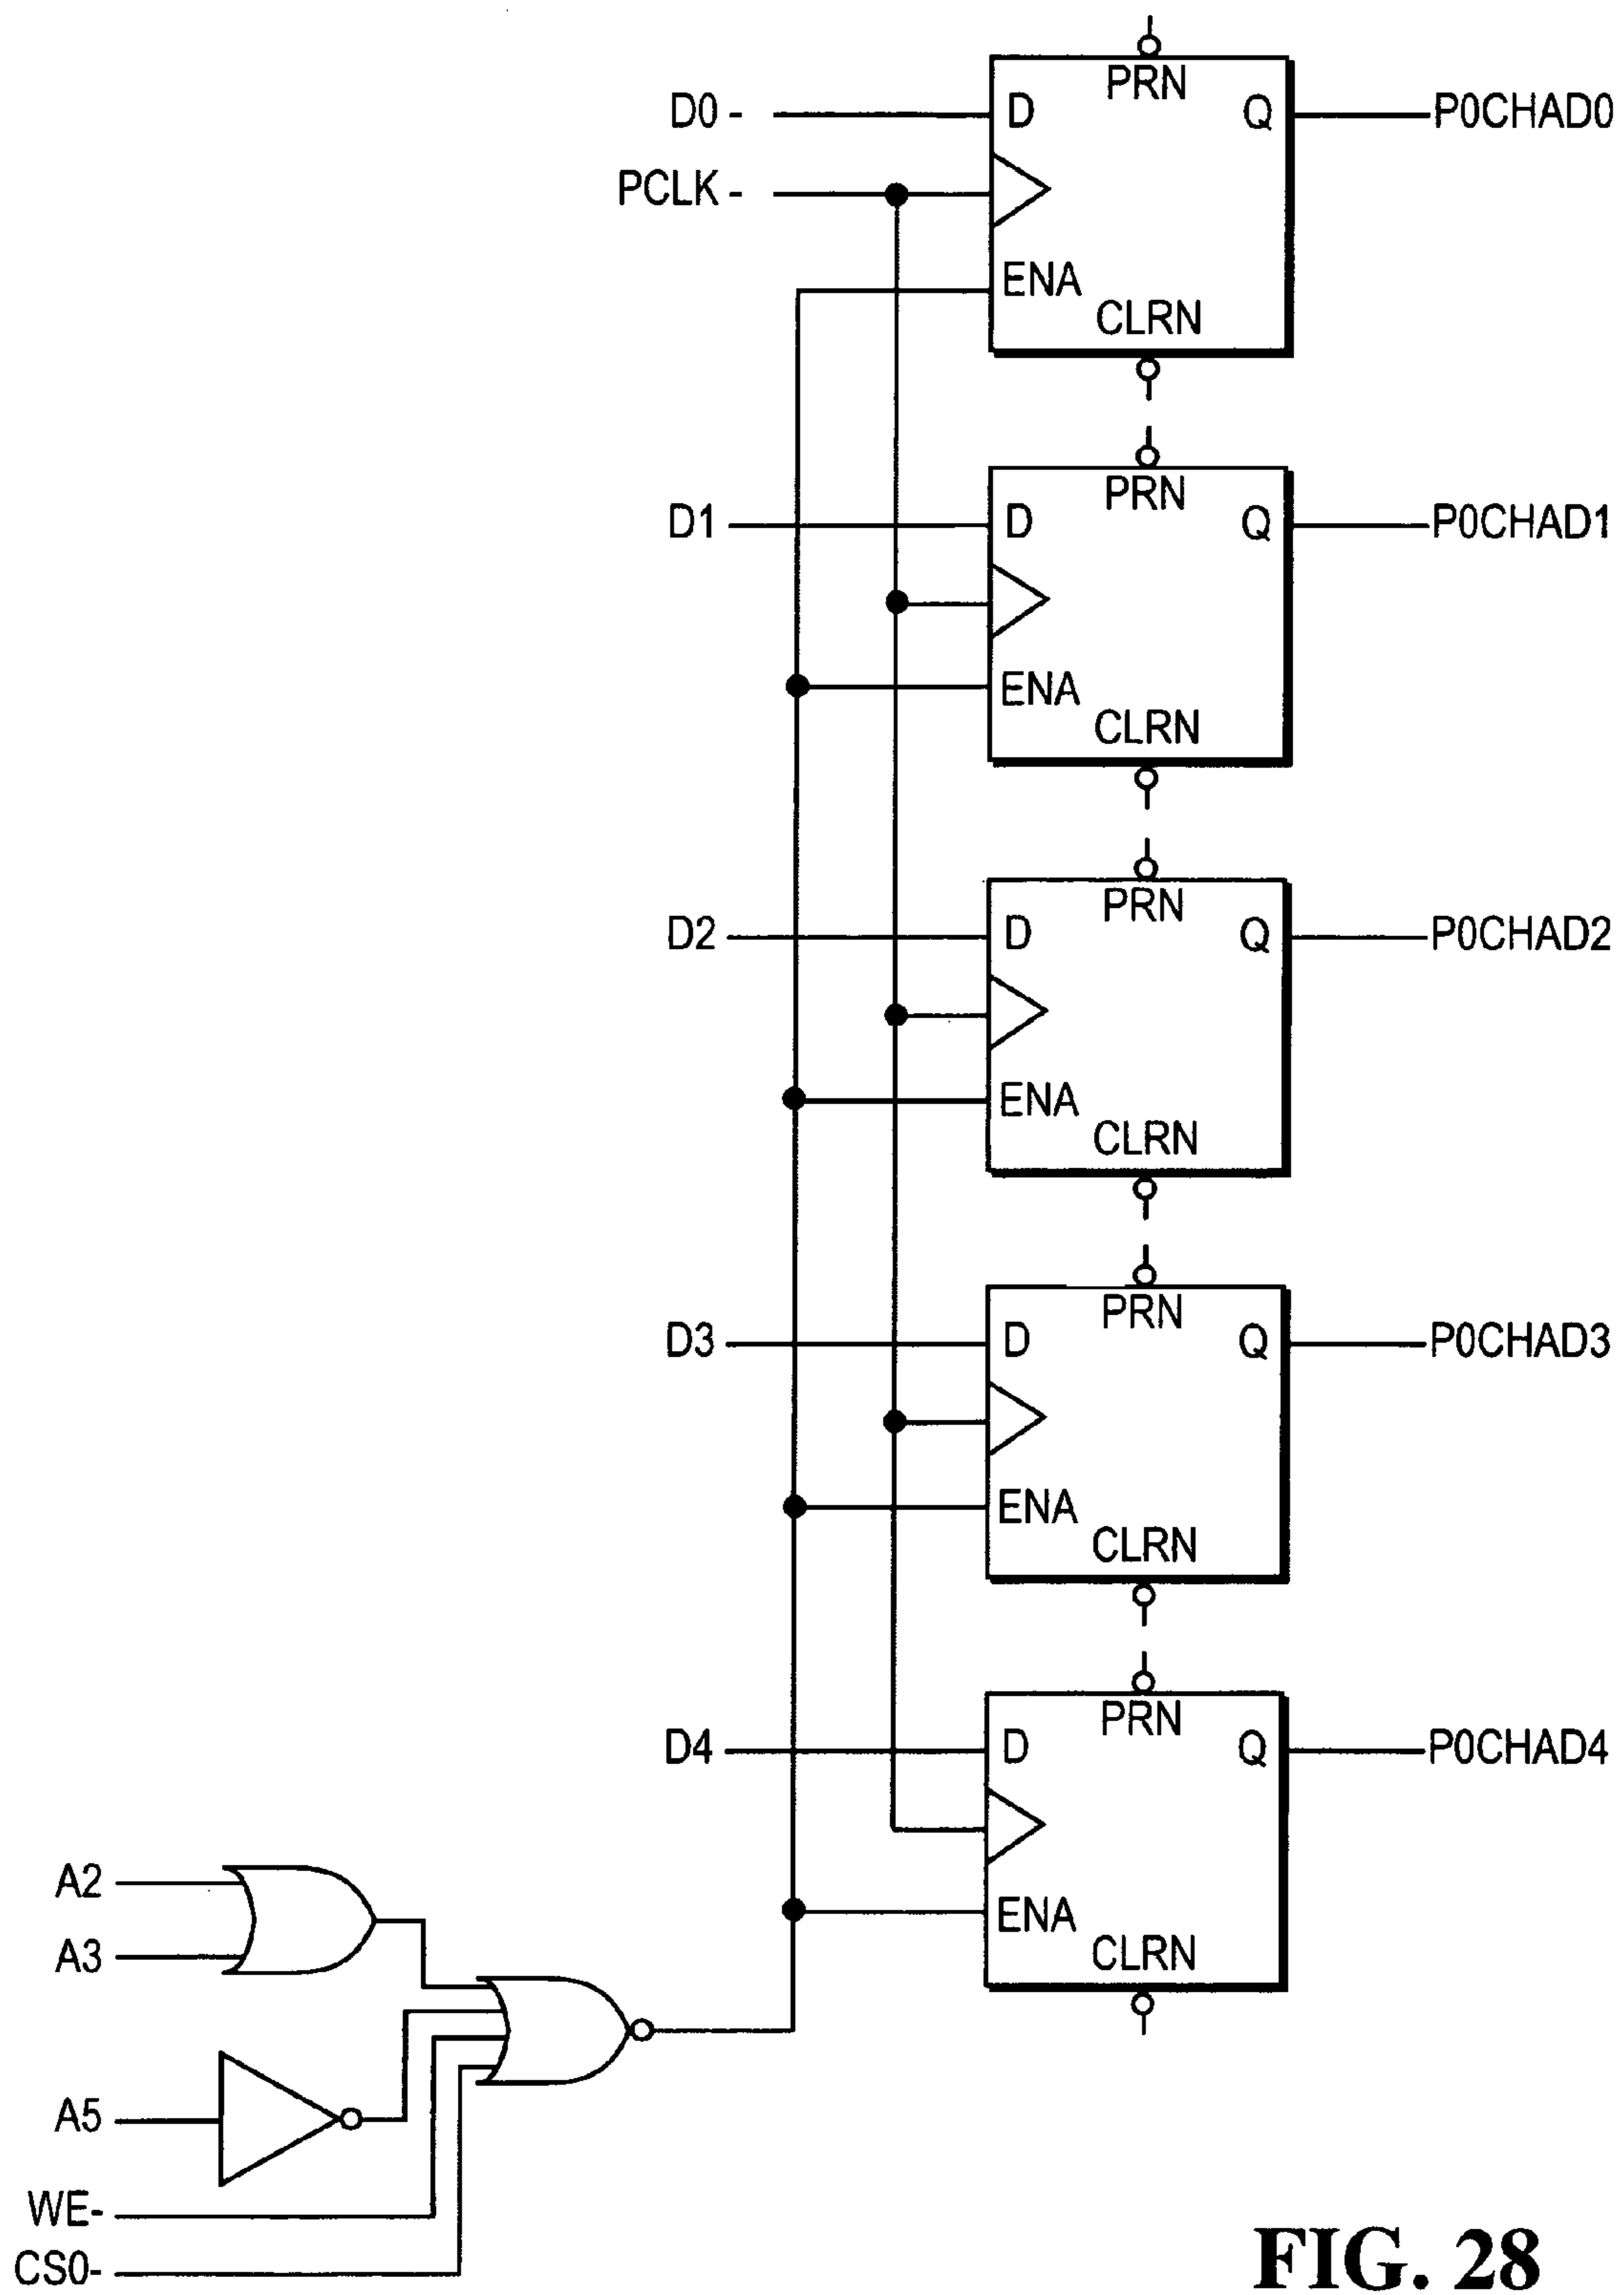 PRN
D0 - D Q P0CHAD0
PCLK -
ENA
CLRN
PRN
D1 D Q P0CHAD1
ENA
CLRN
PRN
D2 D Q P0CHAD2
ENA
CLRN
PRN
D3 D Q P0CHAD3
ENA
CLRN
PRN
D4 D Q P0CHAD4
ENA
CLRN
A2
A3
A5
WE-
CS0-
FIG. 28